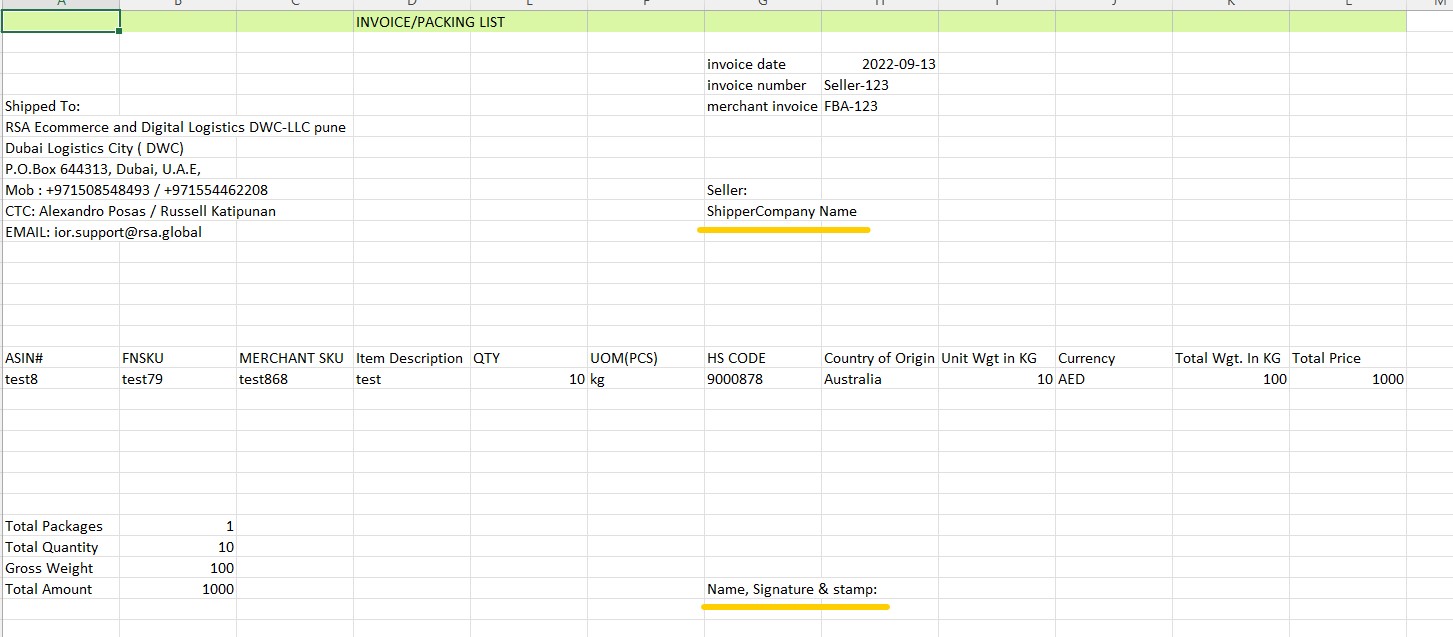 A B C D E F G H I J K L M
INVOICE/PACKING LIST
invoice date 2022-09-13
invoice number Seller-123
Shipped To: merchant invoice FBA-123
RSA Ecommerce and Digital Logistics DWC-LLC pune
Dubai Logistics City ( DWC)
P.O.Box 644313, Dubai, U.A.E,
Mob : +971508548493 / +971554462208 Seller:
CTC: Alexandro Posas / Russell Katipunan ShipperCompany Name
EMAIL: ior.support@rsa.global
ASIN# FNSKU MERCHANT SKU Item Description QTY UOM(PCS) HS CODE Country of Origin Unit Wgt in KG Currency Total Wgt. In KG Total Price
test8 test79 test868 test 10 kg 9000878 Australia 10 AED 100 1000
Total Packages 1
Total Quantity 10
Gross Weight 100
Total Amount 1000 Name, Signature & stamp: